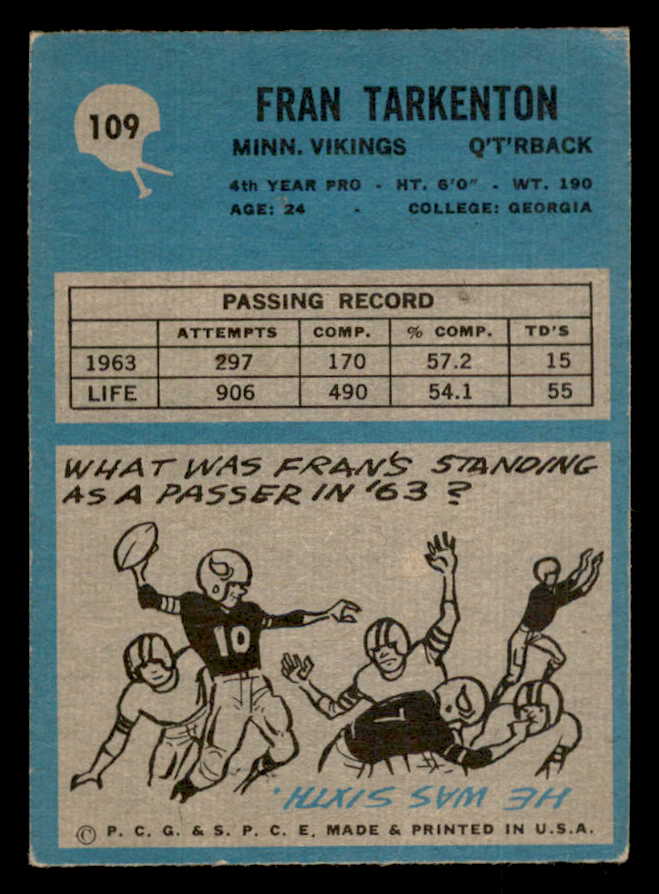 109
FRAN TARKENTON
MINN. VIKINGS Q'T'RBACK
4th YEAR PRO - HT. 6'0" - WT. 190
AGE: 24 - COLLEGE: GEORGIA
PASSING RECORD
ATTEMPTS COMP. % COMP. TD'S
1963 297 170 57.2 15
LIFE 906 490 54.1 55
WHAT WAS FRAN'S STANDING
AS A PASSER IN '63?
10
HE WAS SIXTH.
© P. C. G. & S. P. C. E. MADE & PRINTED IN U.S.A.